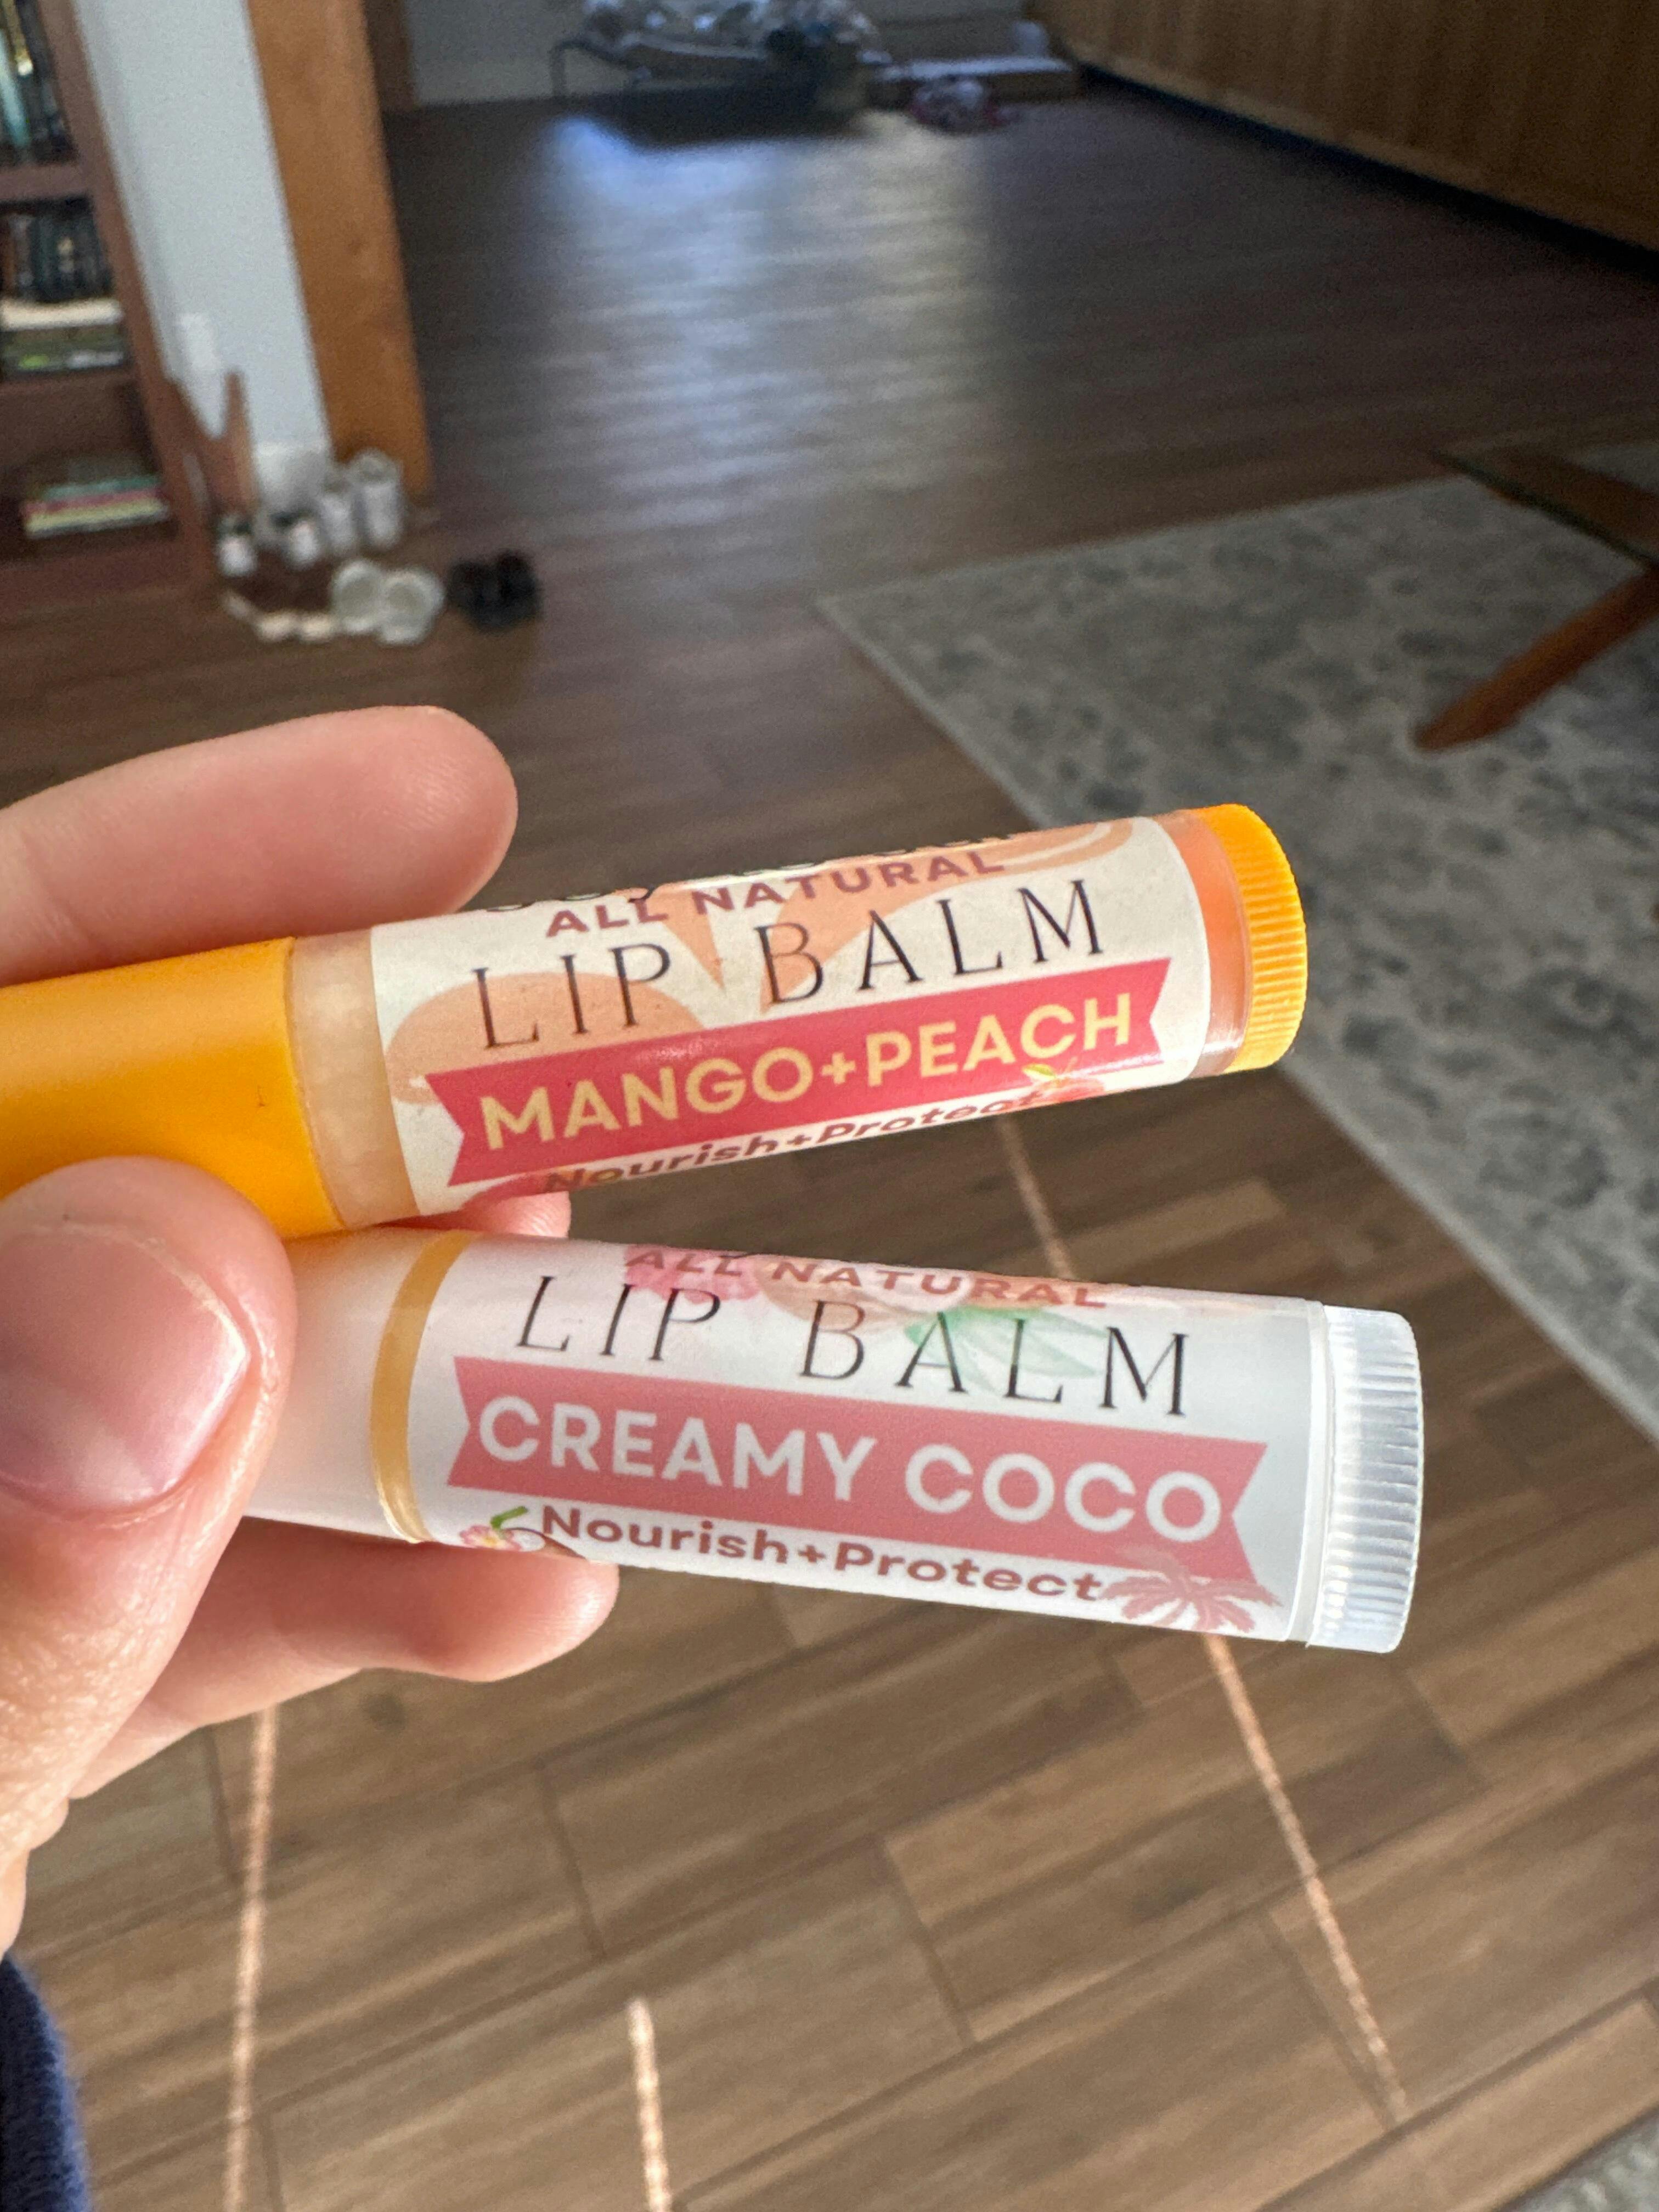 ALL NATURAL
LIP BALM
MANGO+PEACH
Nourish+Protect
ALL NATURAL
LIP BALM
CREAMY COCO
Nourish+Protect